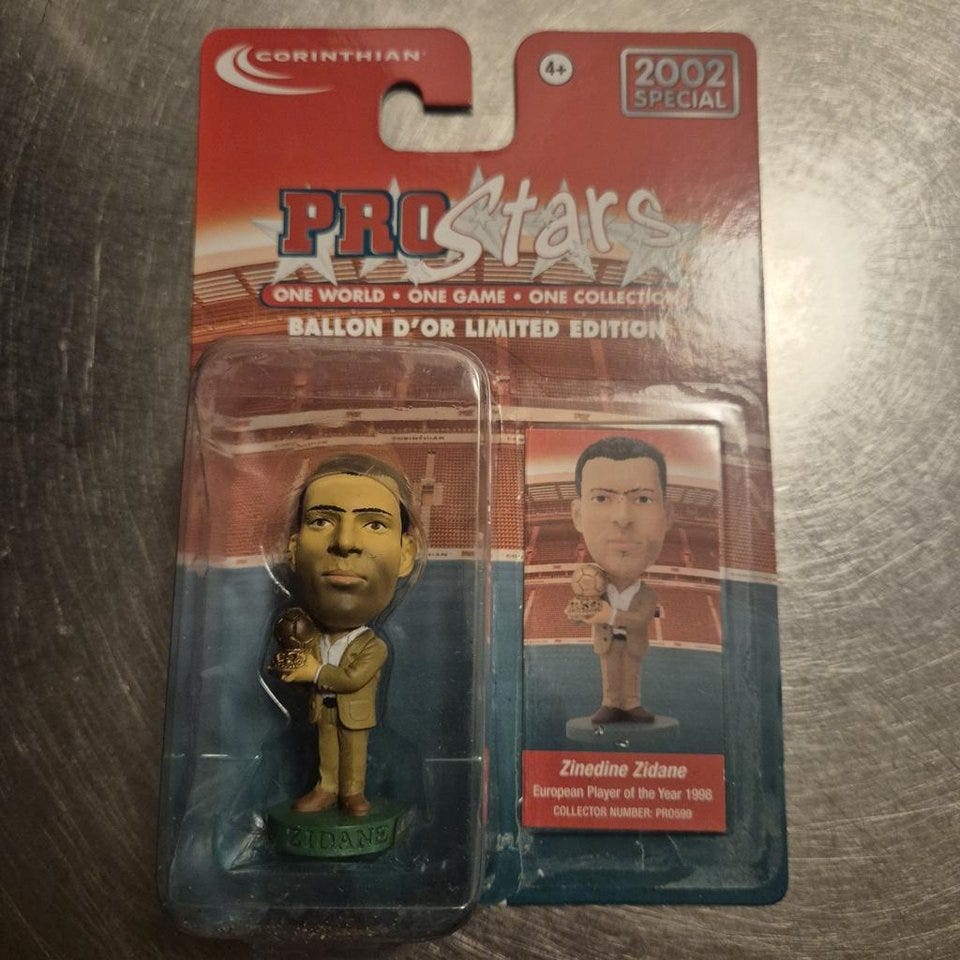 CORINTHIAN
4+
2002
SPECIAL
PROStars
ONE WORLD • ONE GAME • ONE COLLECTION
BALLON D'OR LIMITED EDITION
CORINTHIAN
ZIDANE
Zinedine Zidane
European Player of the Year 1998
COLLECTOR NUMBER: PRO599